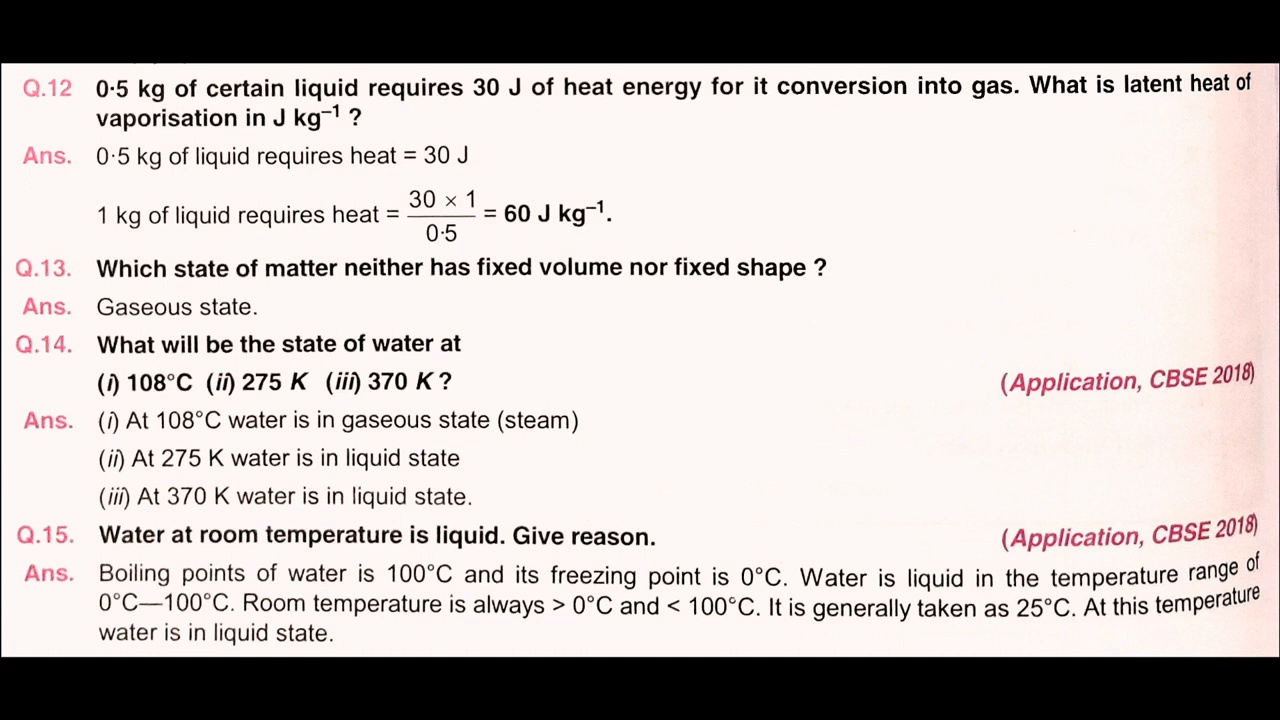 Q.12 0·5 kg of certain liquid requires 30 J of heat energy for it conversion into gas. What is latent heat of
vaporisation in J kg⁻¹ ?
Ans. 0·5 kg of liquid requires heat = 30 J
1 kg of liquid requires heat = 30 × 1 / 0·5 = 60 J kg⁻¹.
Q.13. Which state of matter neither has fixed volume nor fixed shape ?
Ans. Gaseous state.
Q.14. What will be the state of water at
(i) 108°C (ii) 275 K (iii) 370 K ? (Application, CBSE 2018)
Ans. (i) At 108°C water is in gaseous state (steam)
(ii) At 275 K water is in liquid state
(iii) At 370 K water is in liquid state.
Q.15. Water at room temperature is liquid. Give reason. (Application, CBSE 2018)
Ans. Boiling points of water is 100°C and its freezing point is 0°C. Water is liquid in the temperature range of
0°C—100°C. Room temperature is always > 0°C and < 100°C. It is generally taken as 25°C. At this temperature
water is in liquid state.